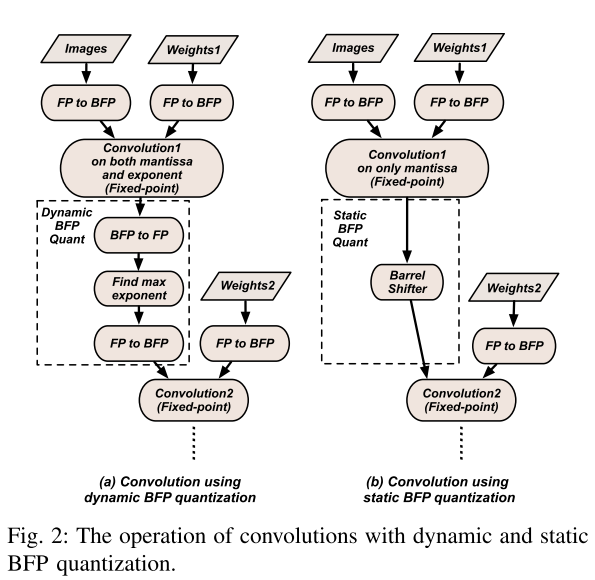 Images
Weights1
FP to BFP
FP to BFP
Convolution1
on both mantissa
and exponent
(Fixed-point)
Dynamic
BFP
Quant
BFP to FP
Find max
exponent
FP to BFP
Weights2
FP to BFP
Convolution2
(Fixed-point)
(a) Convolution using
dynamic BFP quantization
Images
Weights1
FP to BFP
FP to BFP
Convolution1
on only mantissa
(Fixed-point)
Static
BFP
Quant
Barrel
Shifter
Weights2
FP to BFP
Convolution2
(Fixed-point)
(b) Convolution using
static BFP quantization
Fig. 2: The operation of convolutions with dynamic and static
BFP quantization.